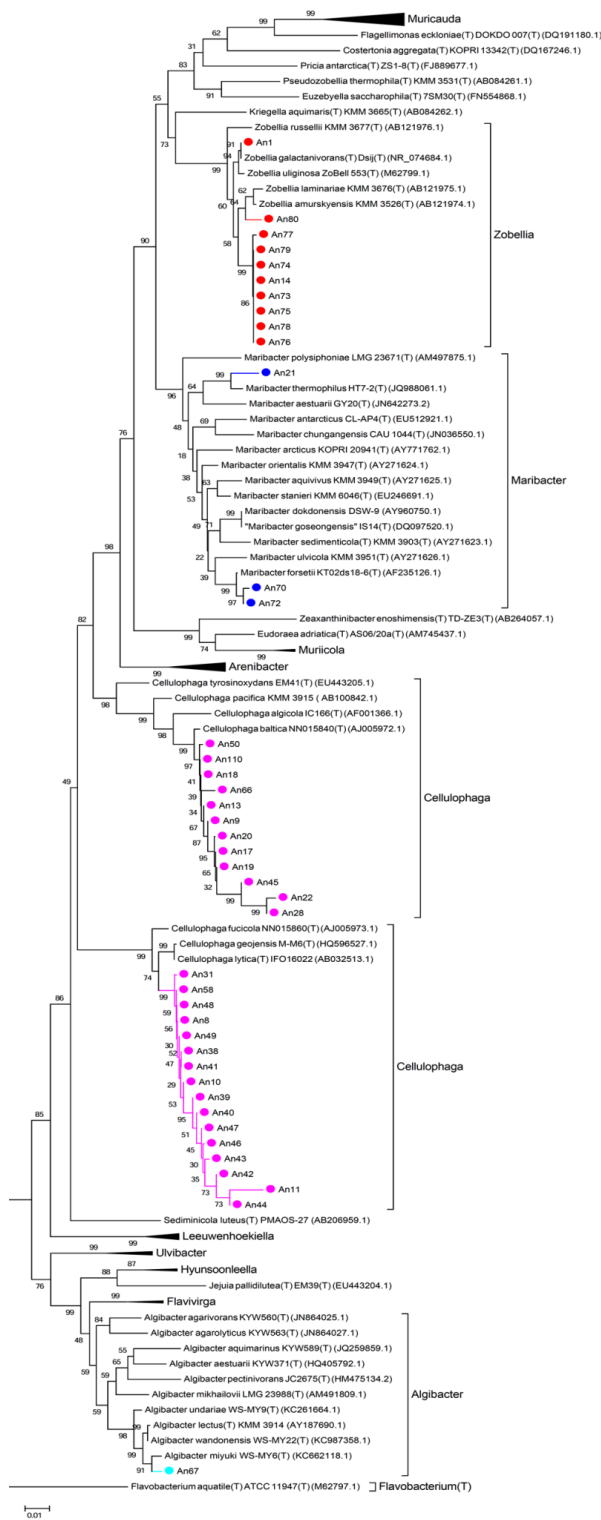 99
Muricauda
62
Flagellimonas eckloniae(T) DOKDO 007(T) (DQ191180.1)
31
Costertonia aggregata(T) KOPRI 13342(T) (DQ167246.1)
83
Pricia antarctica(T) ZS1-8(T) (FJ889677.1)
Pseudozobellia thermophila(T) KMM 3531(T) (AB084261.1)
91
Euzebyella saccharophila(T) 7SM30(T) (FN554868.1)
55
Kriegella aquimaris(T) KMM 3665(T) (AB084262.1)
73
Zobellia russellii KMM 3677(T) (AB121976.1)
91
An1
94
Zobellia galactanivorans(T) Dsij(T) (NR_074684.1)
99
Zobellia uliginosa ZoBell 553(T) (M62799.1)
62
Zobellia laminariae KMM 3676(T) (AB121975.1)
60
64
Zobellia amurskyensis KMM 3526(T) (AB121974.1)
An80
58
An77
90
An79
Zobellia
99
An74
An14
An73
86
An75
An78
An76
Maribacter polysiphoniae LMG 23671(T) (AM497875.1)
An21
96
64
99
Maribacter thermophilus HT7-2(T) (JQ988061.1)
76
Maribacter aestuarii GY20(T) (JN642273.2)
48
69
Maribacter antarcticus CL-AP4(T) (EU512921.1)
Maribacter chungangensis CAU 1044(T) (JN036550.1)
18
Maribacter arcticus KOPRI 20941(T) (AY771762.1)
38
Maribacter orientalis KMM 3947(T) (AY271624.1)
Maribacter
63
Maribacter aquivivus KMM 3949(T) (AY271625.1)
53
Maribacter stanieri KMM 6046(T) (EU246691.1)
Maribacter dokdonensis DSW-9 (AY960750.1)
49
71
99
"Maribacter goseongensis" IS14(T) (DQ097520.1)
Maribacter sedimenticola(T) KMM 3903(T) (AY271623.1)
98
22
Maribacter ulvicola KMM 3951(T) (AY271626.1)
39
Maribacter forsetii KT02ds18-6(T) (AF235126.1)
99
An70
97
An72
Zeaxanthinibacter enoshimensis(T) TD-ZE3(T) (AB264057.1)
99
Eudoraea adriatica(T) AS06/20a(T) (AM745437.1)
74
Muriicola
99
82
Arenibacter
99
Cellulophaga tyrosinoxydans EM41(T) (EU443205.1)
98
Cellulophaga pacifica KMM 3915 ( AB100842.1)
Cellulophaga algicola IC166(T) (AF001366.1)
98
Cellulophaga baltica NN015840(T) (AJ005972.1)
99
An50
97
An110
49
An18
41
An66
Cellulophaga
39
An13
34
An9
67
An20
87
An17
95
An19
65
An45
32
An22
99
99
An28
Cellulophaga fucicola NN015860(T) (AJ005973.1)
99
99
Cellulophaga geojensis M-M6(T) (HQ596527.1)
Cellulophaga lytica(T) IFO16022 (AB032513.1)
74
An31
86
99
An58
An48
59
An8
56
An49
30
An38
52
An41
Cellulophaga
47
An10
29
An39
53
An40
95
An47
85
51
An46
45
An43
30
An42
35
An11
73
73
An44
Sediminicola luteus(T) PMAOS-27 (AB206959.1)
Leeuwenhoekiella
99
Ulvibacter
99
87
Hyunsoonleella
76
88
Jejuia pallidilutea(T) EM39(T) (EU443204.1)
99
99
Flavivirga
48
84
Algibacter agarivorans KYW560(T) (JN864025.1)
Algibacter agarolyticus KYW563(T) (JN864027.1)
55
Algibacter aquimarinus KYW589(T) (JQ259859.1)
59
65
Algibacter aestuarii KYW371(T) (HQ405792.1)
59
Algibacter pectinivorans JC2675(T) (HM475134.2)
Algibacter
59
Algibacter mikhailovii LMG 23988(T) (AM491809.1)
Algibacter undariae WS-MY9(T) (KC261664.1)
98
99
Algibacter lectus(T) KMM 3914 (AY187690.1)
Algibacter wandonensis WS-MY22(T) (KC987358.1)
99
Algibacter miyuki WS-MY6(T) (KC662118.1)
91
An67
Flavobacterium aquatile(T) ATCC 11947(T) (M62797.1)
Flavobacterium(T)
0.01